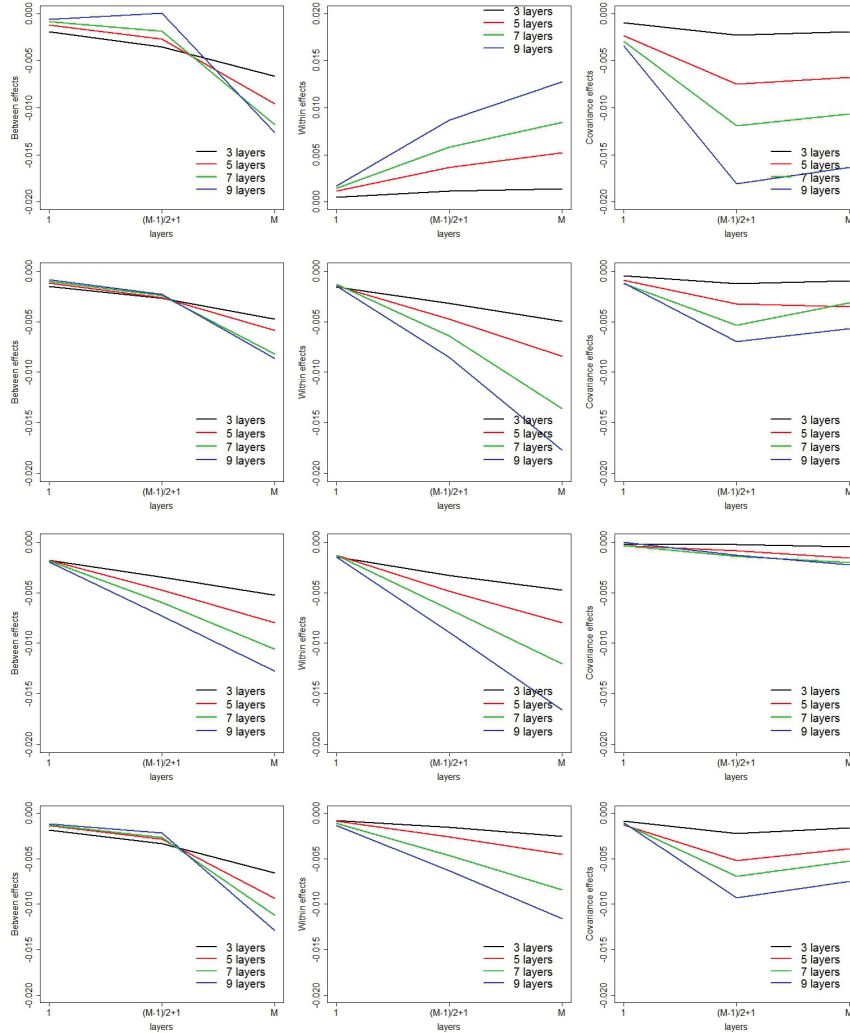 Between effects
0.000
-0.005
-0.010
-0.015
-0.020
3 layers
5 layers
7 layers
9 layers
1
(M-1)/2+1
M
layers
Within effects
0.020
0.015
0.010
0.005
0.000
3 layers
5 layers
7 layers
9 layers
1
(M-1)/2+1
M
layers
Covariance effects
0.000
-0.005
-0.010
-0.015
-0.020
3 layers
5 layers
7 layers
9 layers
1
(M-1)/2+1
M
layers
Between effects
0.000
-0.005
-0.010
-0.015
-0.020
3 layers
5 layers
7 layers
9 layers
1
(M-1)/2+1
M
layers
Within effects
0.000
-0.005
-0.010
-0.015
-0.020
3 layers
5 layers
7 layers
9 layers
1
(M-1)/2+1
M
layers
Covariance effects
0.000
-0.005
-0.010
-0.015
-0.020
3 layers
5 layers
7 layers
9 layers
1
(M-1)/2+1
M
layers
Between effects
0.000
-0.005
-0.010
-0.015
-0.020
3 layers
5 layers
7 layers
9 layers
1
(M-1)/2+1
M
layers
Within effects
0.000
-0.005
-0.010
-0.015
-0.020
3 layers
5 layers
7 layers
9 layers
1
(M-1)/2+1
M
layers
Covariance effects
0.000
-0.005
-0.010
-0.015
-0.020
3 layers
5 layers
7 layers
9 layers
1
(M-1)/2+1
M
layers
Between effects
0.000
-0.005
-0.010
-0.015
-0.020
3 layers
5 layers
7 layers
9 layers
1
(M-1)/2+1
M
layers
Within effects
0.000
-0.005
-0.010
-0.015
-0.020
3 layers
5 layers
7 layers
9 layers
1
(M-1)/2+1
M
layers
Covariance effects
0.000
-0.005
-0.010
-0.015
-0.020
3 layers
5 layers
7 layers
9 layers
1
(M-1)/2+1
M
layers